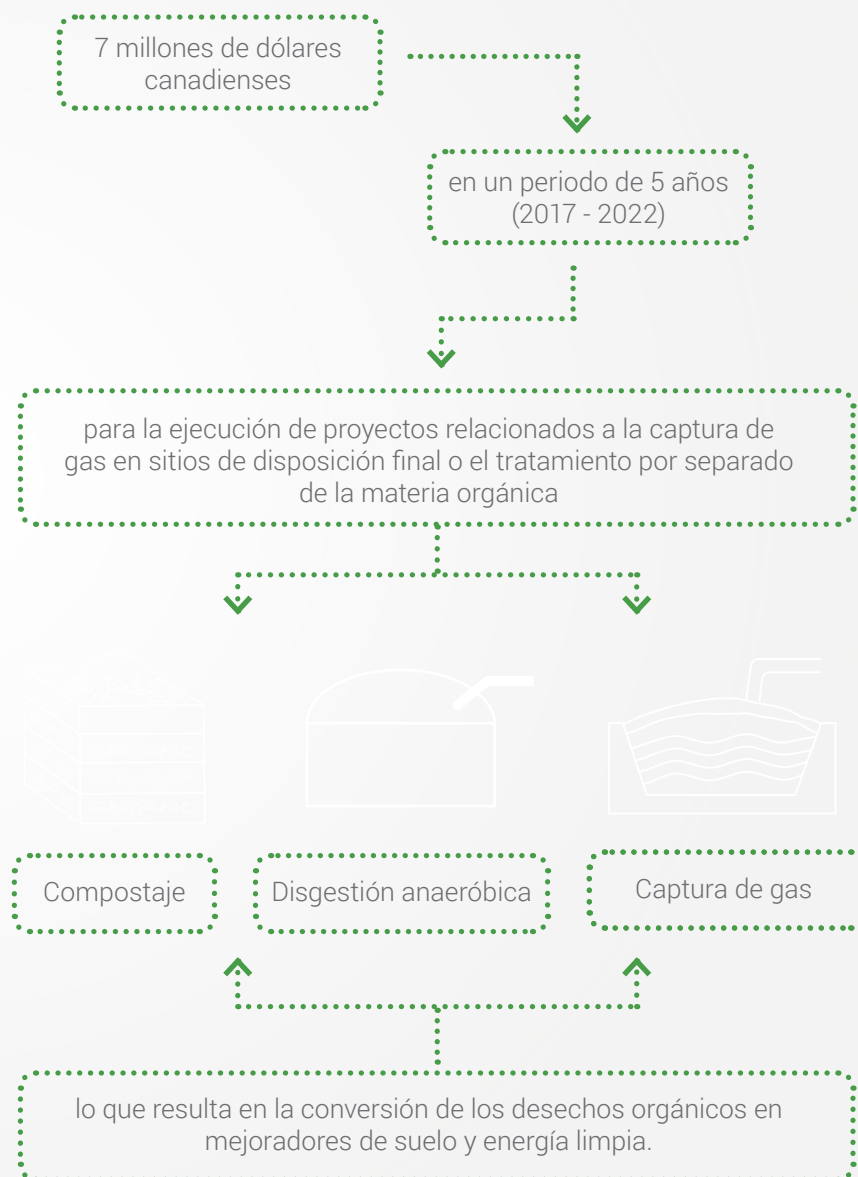 7 millones de dólares
canadienses
en un periodo de 5 años
(2017 - 2022)
para la ejecución de proyectos relacionados a la captura de
gas en sitios de disposición final o el tratamiento por separado
de la materia orgánica
Compostaje
Disgestión anaeróbica
Captura de gas
lo que resulta en la conversión de los desechos orgánicos en
mejoradores de suelo y energía limpia.